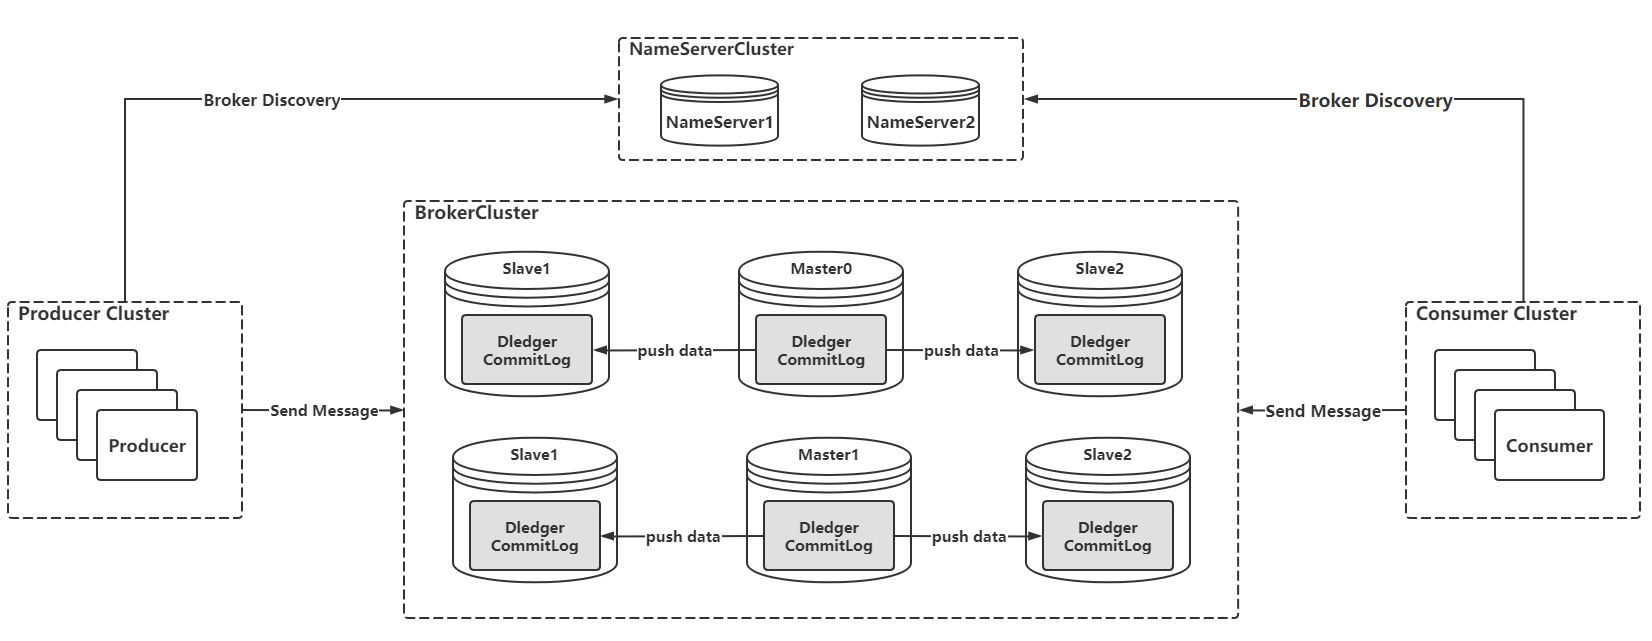 NameServerCluster
Broker Discovery
NameServer1
NameServer2
Broker Discovery
BrokerCluster
Slave1
Master0
Slave2
Dledger
CommitLog
push data
Dledger
CommitLog
push data
Dledger
CommitLog
Producer Cluster
Producer
Send Message
Consumer Cluster
Consumer
Send Message
Slave1
Master1
Slave2
Dledger
CommitLog
push data
Dledger
CommitLog
push data
Dledger
CommitLog